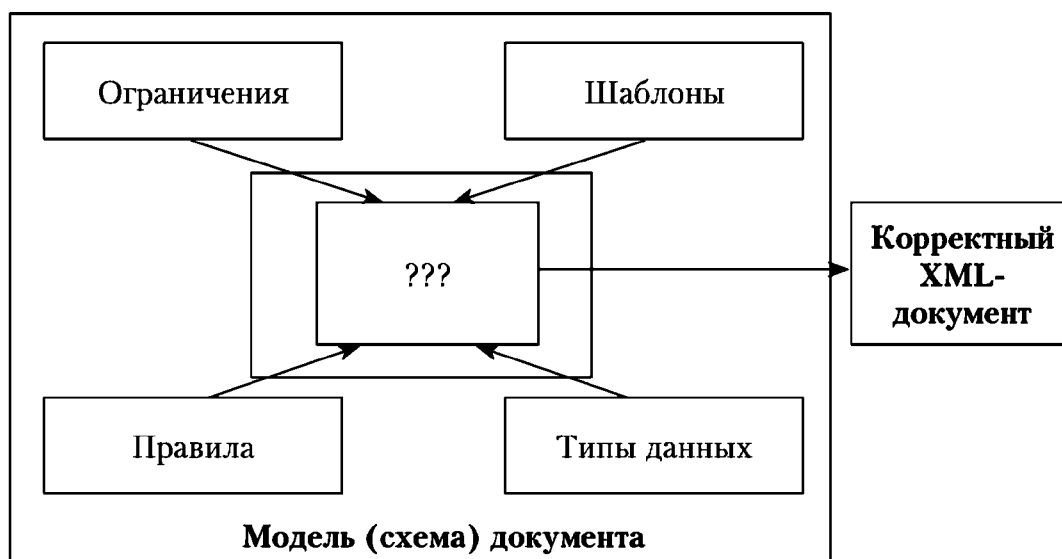 Ограничения
Шаблоны
???
Корректный
XML-
документ
Правила
Типы данных
Модель (схема) документа